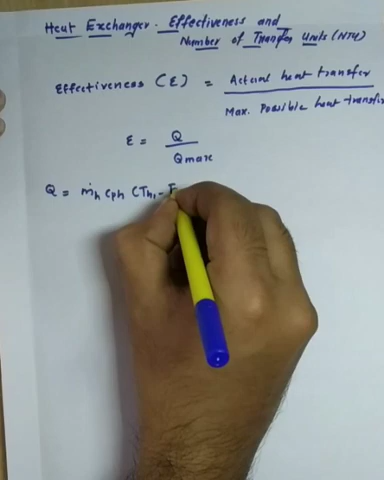 Heat Exchanger. Effectiveness and
Number of Transfer Units (NTU)
Effectiveness (ε) = Actual heat transfer
Max. Possible heat transfer
ε = Q
Qmax
Q = ṁh Cph (Th1 - T